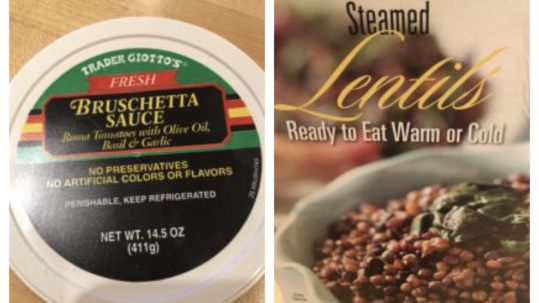 TRADER GIOTTO'S
FRESH
BRUSCHETTA
SAUCE
Roma Tomatoes with Olive Oil,
Basil & Garlic
NO PRESERVATIVES
NO ARTIFICIAL COLORS OR FLAVORS
PERISHABLE, KEEP REFRIGERATED
NET WT. 14.5 OZ
(411g)
Steamed
Lentils
Ready to Eat Warm or Cold